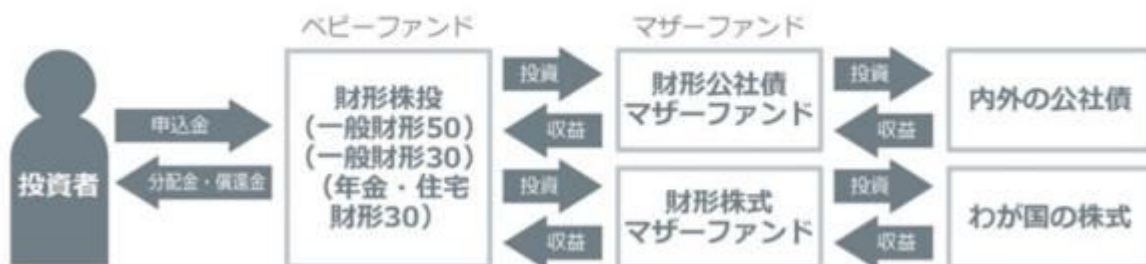 ベビーファンド
マザーファンド
投資者
申込金
分配金・償還金
財形株投
(一般財形50)
(一般財形30)
(年金・住宅
財形30)
投資
収益
投資
収益
財形公社債
マザーファンド
財形株式
マザーファンド
投資
収益
投資
収益
内外の公社債
わが国の株式